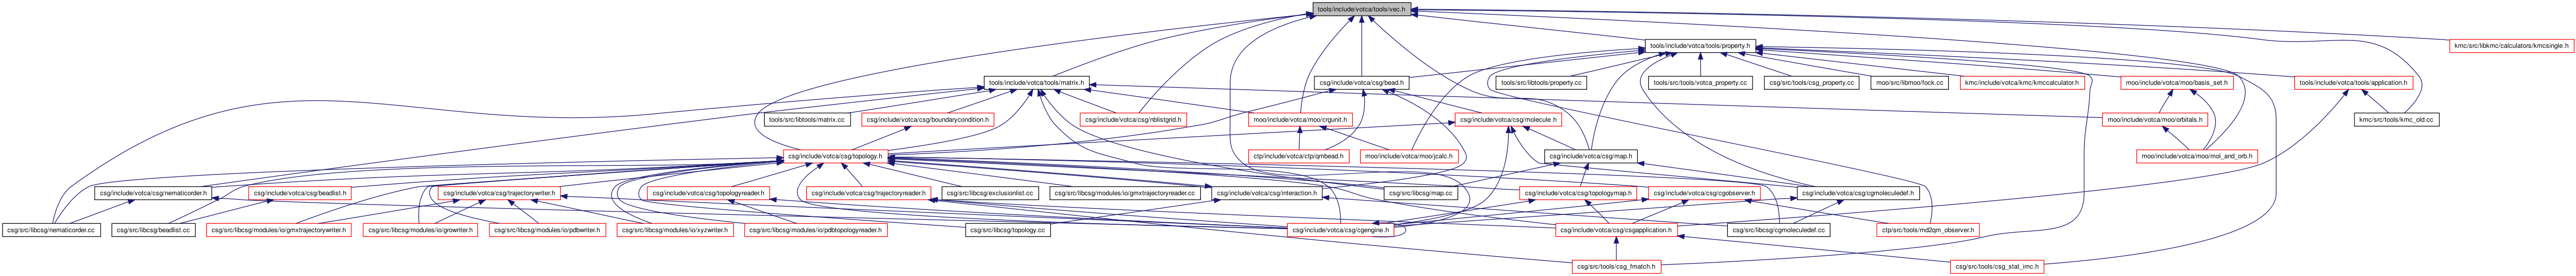 tools/include/votca/tools/vec.h
tools/include/votca/tools/property.h
kmc/src/libkmc/calculators/kmcsingle.h
tools/include/votca/tools/matrix.h
csg/include/votca/csg/bead.h
tools/src/libtools/property.cc
tools/src/tools/votca_property.cc
csg/src/tools/csg_property.cc
moo/src/libmoo/fock.cc
kmc/include/votca/kmc/kmccalculator.h
moo/include/votca/moo/basis_set.h
tools/include/votca/tools/application.h
tools/src/libtools/matrix.cc
csg/include/votca/csg/boundarycondition.h
csg/include/votca/csg/nblistgrid.h
moo/include/votca/moo/crgunit.h
csg/include/votca/csg/molecule.h
moo/include/votca/moo/orbitals.h
kmc/src/tools/kmc_old.cc
csg/include/votca/csg/topology.h
ctp/include/votca/ctp/qmbead.h
moo/include/votca/moo/jcalc.h
csg/include/votca/csg/map.h
moo/include/votca/moo/mol_and_orb.h
csg/include/votca/csg/nematicorder.h
csg/include/votca/csg/beadlist.h
csg/include/votca/csg/trajectorywriter.h
csg/include/votca/csg/topologyreader.h
csg/include/votca/csg/trajectoryreader.h
csg/src/libcsg/exclusionlist.cc
csg/src/libcsg/modules/io/gmxtrajectoryreader.cc
csg/include/votca/csg/interaction.h
csg/src/libcsg/map.cc
csg/include/votca/csg/topologymap.h
csg/include/votca/csg/cgobserver.h
csg/include/votca/csg/cgmoleculedef.h
csg/src/libcsg/nematicorder.cc
csg/src/libcsg/beadlist.cc
csg/src/libcsg/modules/io/gmxtrajectorywriter.h
csg/src/libcsg/modules/io/growriter.h
csg/src/libcsg/modules/io/pdbwriter.h
csg/src/libcsg/modules/io/xyzwriter.h
csg/src/libcsg/modules/io/pdbtopologyreader.h
csg/src/libcsg/topology.cc
csg/include/votca/csg/cgengine.h
csg/include/votca/csg/csgapplication.h
csg/src/libcsg/cgmoleculedef.cc
ctp/src/tools/md2qm_observer.h
csg/src/tools/csg_fmatch.h
csg/src/tools/csg_stat_imc.h